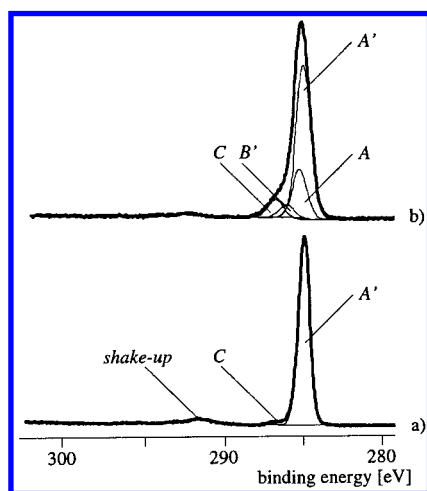 A'
C B'
A
b)
A'
shake-up C
a)
300 290 280
binding energy [eV]